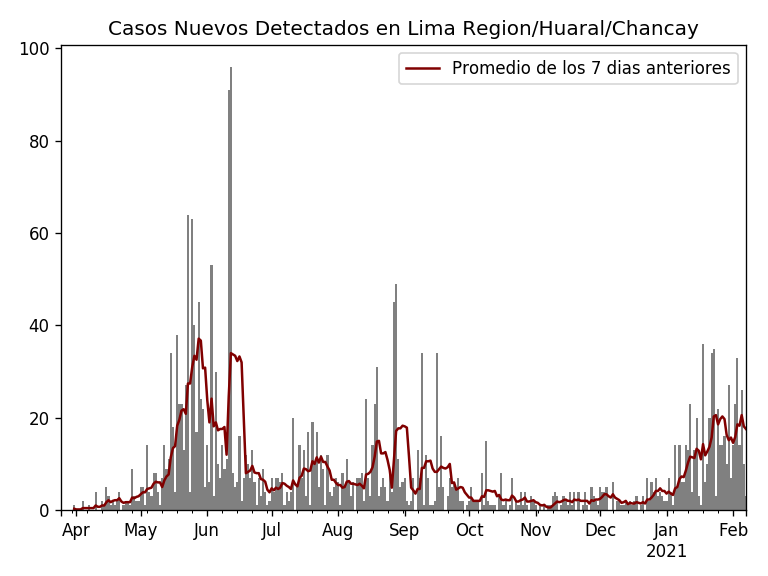 Casos Nuevos Detectados en Lima Region/Huaral/Chancay
Promedio de los 7 dias anteriores
100
80
60
40
20
0
Apr May Jun Jul Aug Sep Oct Nov Dec Jan Feb
2021